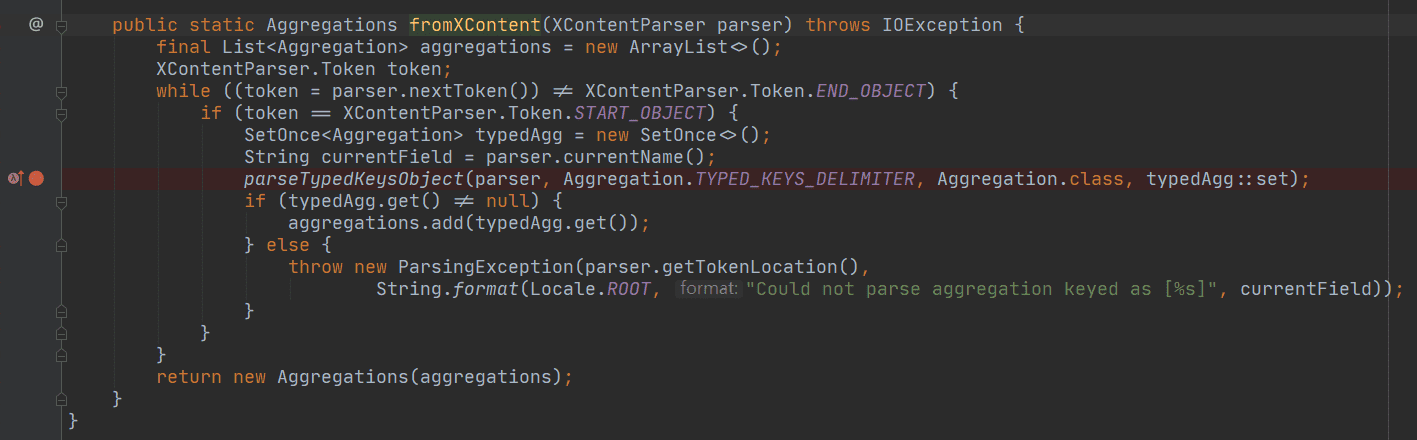 @ public static Aggregations fromXContent(XContentParser parser) throws IOException {
final List<Aggregation> aggregations = new ArrayList<>();
XContentParser.Token token;
while ((token = parser.nextToken()) != XContentParser.Token.END_OBJECT) {
if (token == XContentParser.Token.START_OBJECT) {
SetOnce<Aggregation> typedAgg = new SetOnce<>();
String currentField = parser.currentName();
parseTypedKeysObject(parser, Aggregation.TYPED_KEYS_DELIMITER, Aggregation.class, typedAgg::set);
if (typedAgg.get() != null) {
aggregations.add(typedAgg.get());
} else {
throw new ParsingException(parser.getTokenLocation(),
String.format(Locale.ROOT, format: "Could not parse aggregation keyed as [%s]", currentField));
}
}
}
return new Aggregations(aggregations);
}
}